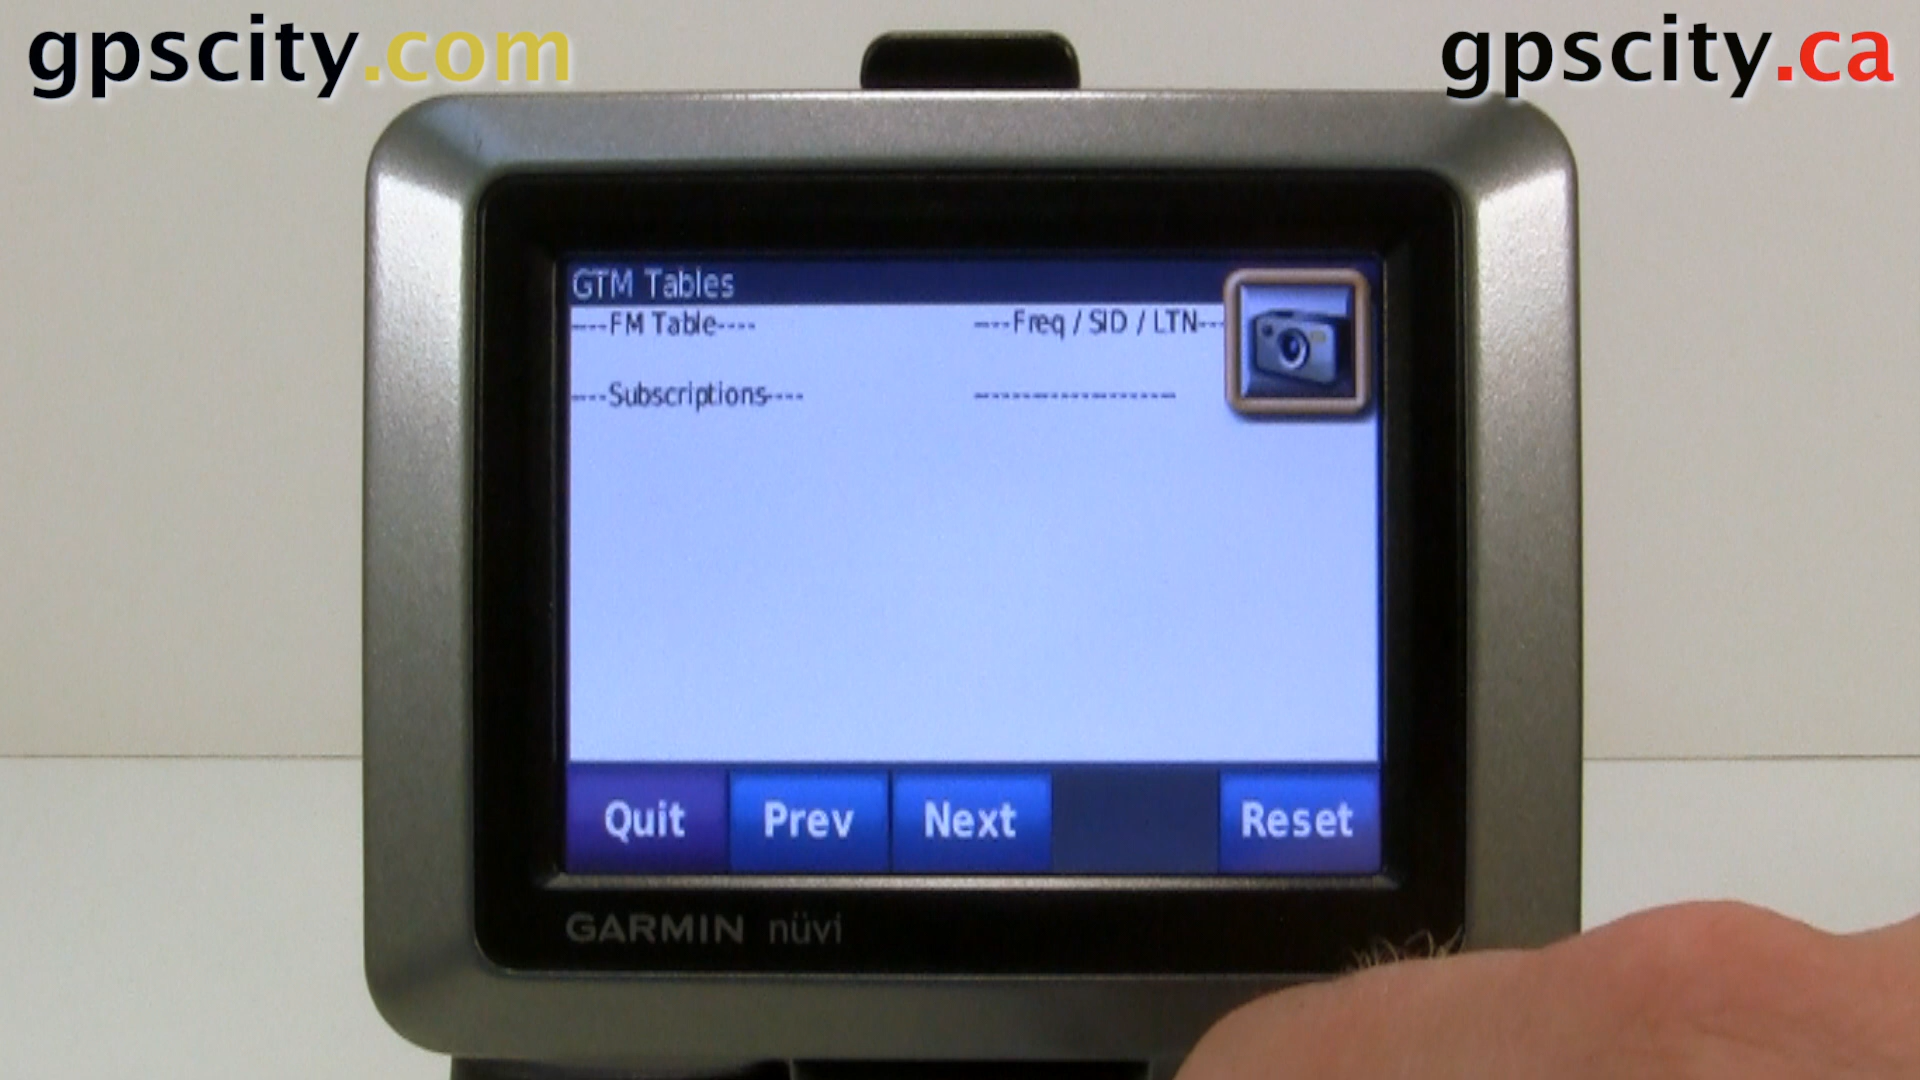 gpscity.com
gpscity.ca
GTM Tables
----FM Table----
----Freq / SID / LTN---
----Subscriptions----
--------------------
Quit
Prev
Next
Reset
GARMIN nüvi